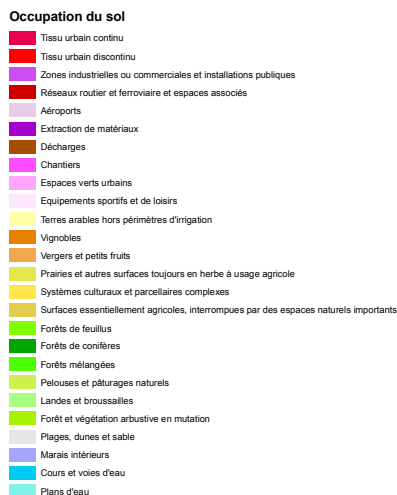 Occupation du sol
Tissu urbain continu
Tissu urbain discontinu
Zones industrielles ou commerciales et installations publiques
Réseaux routier et ferroviaire et espaces associés
Aéroports
Extraction de matériaux
Décharges
Chantiers
Espaces verts urbains
Equipements sportifs et de loisirs
Terres arables hors périmètres d'irrigation
Vignobles
Vergers et petits fruits
Prairies et autres surfaces toujours en herbe à usage agricole
Systèmes culturaux et parcellaires complexes
Surfaces essentiellement agricoles, interrompues par des espaces naturels importants
Forêts de feuillus
Forêts de conifères
Forêts mélangées
Pelouses et pâturages naturels
Landes et broussailles
Forêt et végétation arbustive en mutation
Plages, dunes et sable
Marais intérieurs
Cours et voies d'eau
Plans d'eau